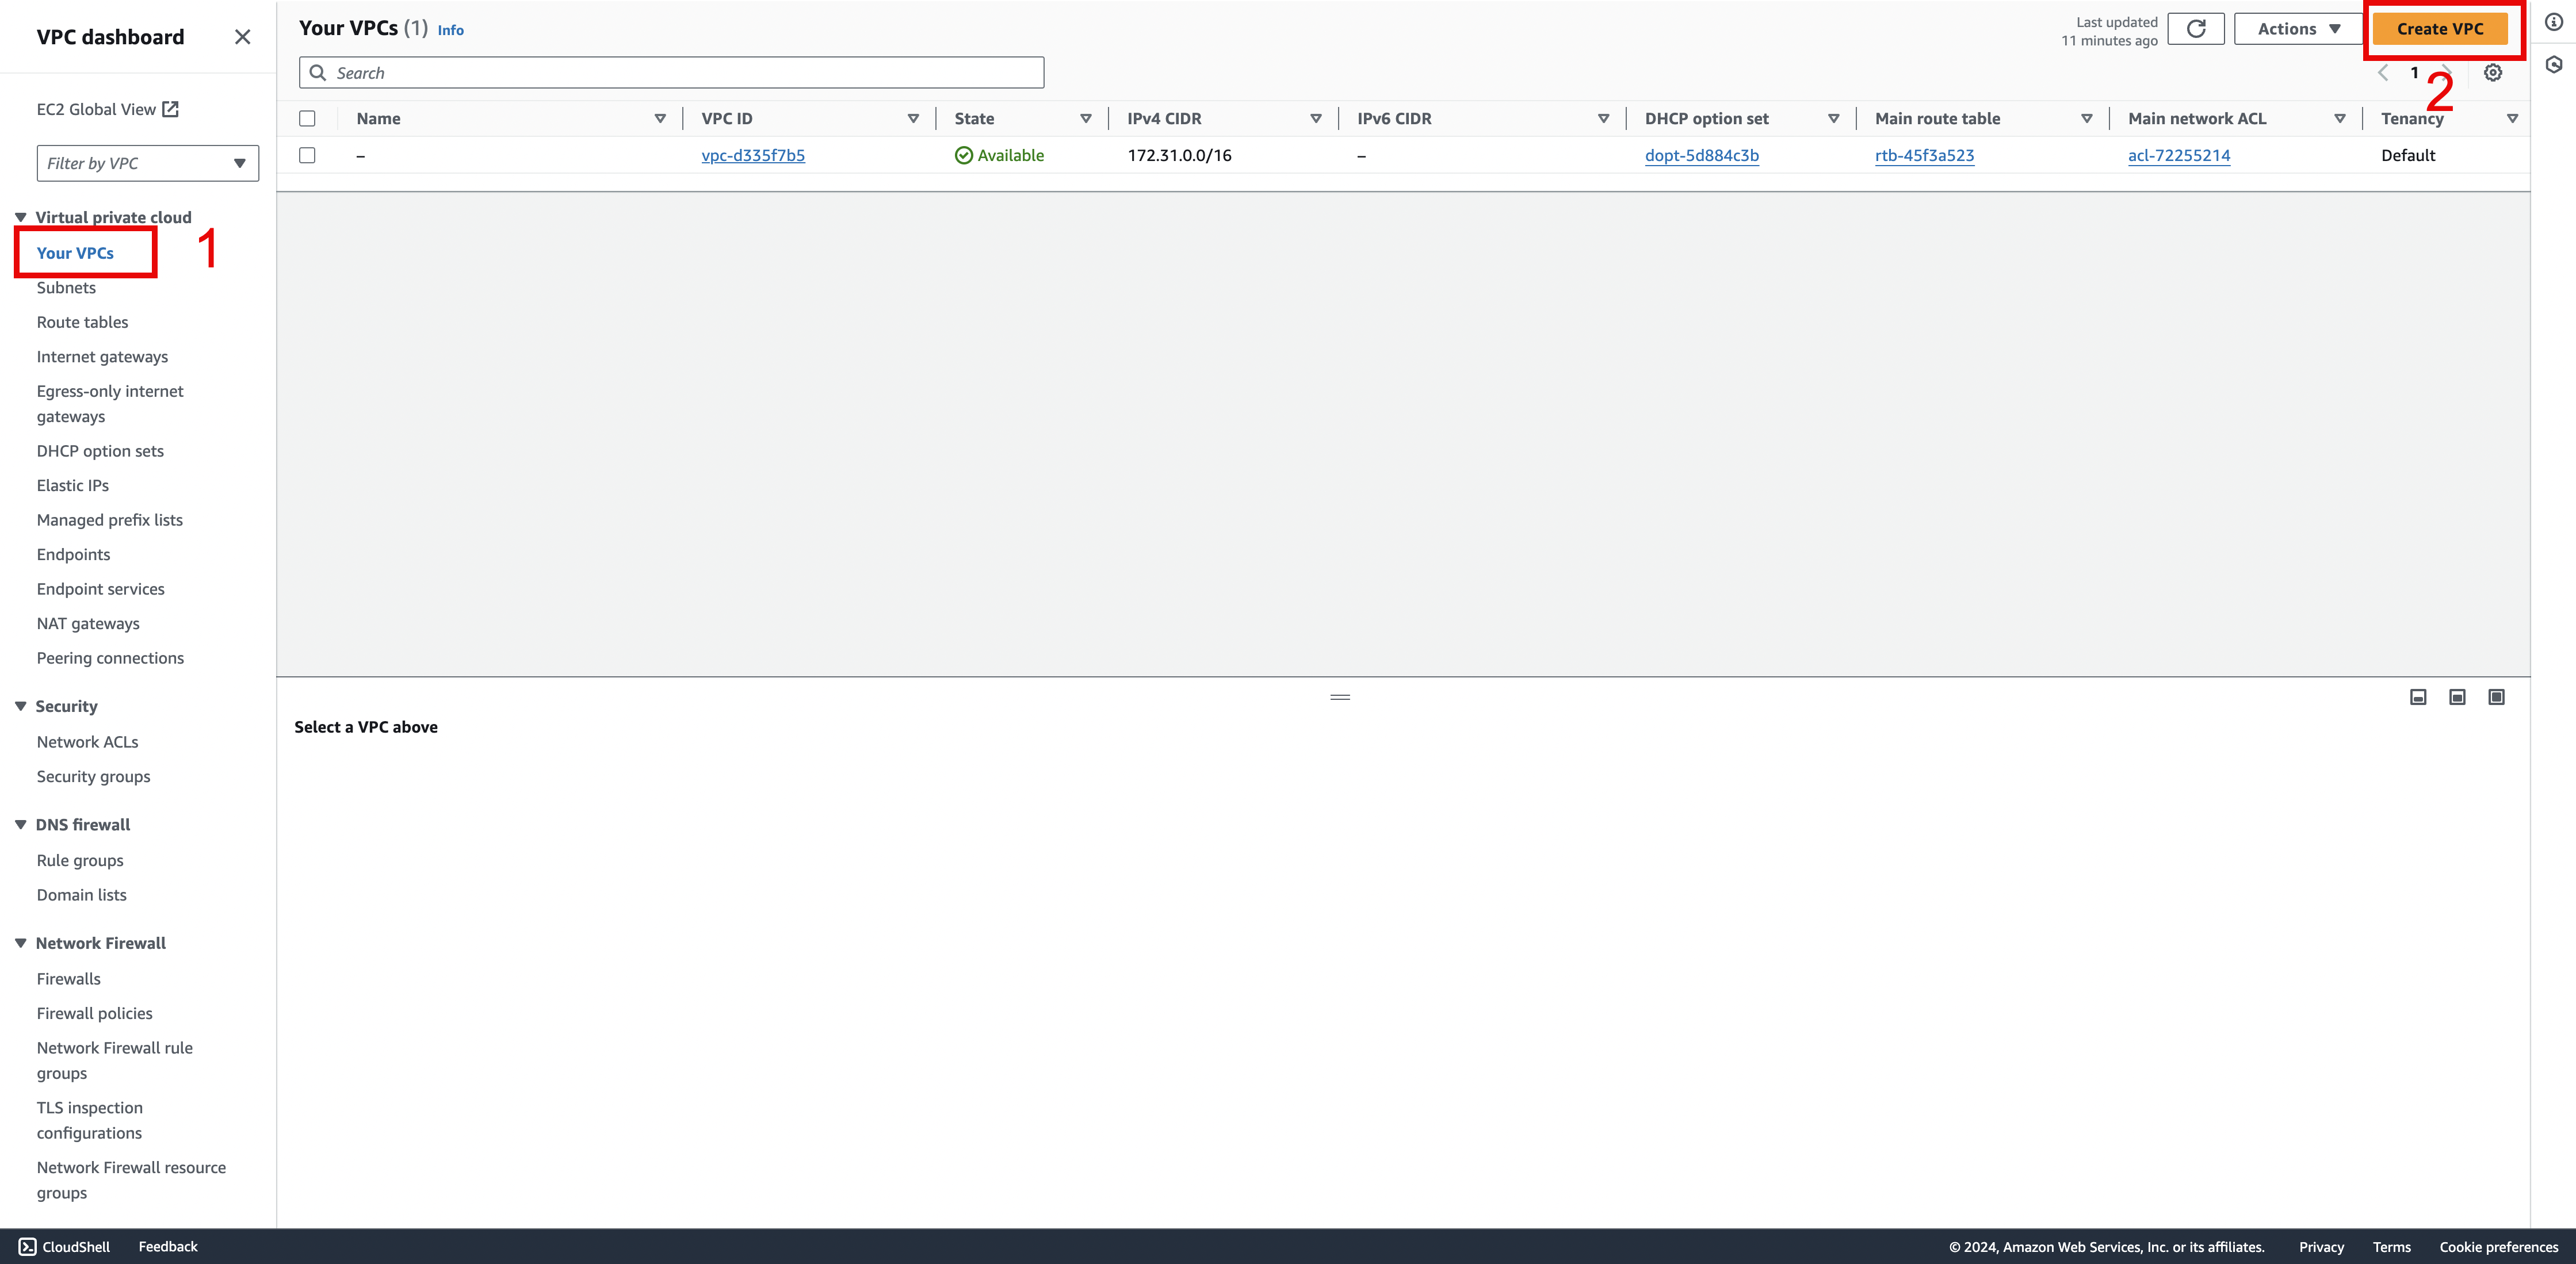 VPC dashboard
EC2 Global View
Filter by VPC
Virtual private cloud
Your VPCs
1
Subnets
Route tables
Internet gateways
Egress-only internet
gateways
DHCP option sets
Elastic IPs
Managed prefix lists
Endpoints
Endpoint services
NAT gateways
Peering connections
Security
Network ACLs
Security groups
DNS firewall
Rule groups
Domain lists
Network Firewall
Firewalls
Firewall policies
Network Firewall rule
groups
TLS inspection
configurations
Network Firewall resource
groups
Your VPCs (1) Info
Last updated
11 minutes ago
Actions
Create VPC
Search
1
2
Name VPC ID State IPv4 CIDR IPv6 CIDR DHCP option set Main route table Main network ACL Tenancy
– vpc-d335f7b5 Available 172.31.0.0/16 – dopt-5d884c3b rtb-45f3a523 acl-72255214 Default
Select a VPC above
CloudShell Feedback © 2024, Amazon Web Services, Inc. or its affiliates. Privacy Terms Cookie preferences